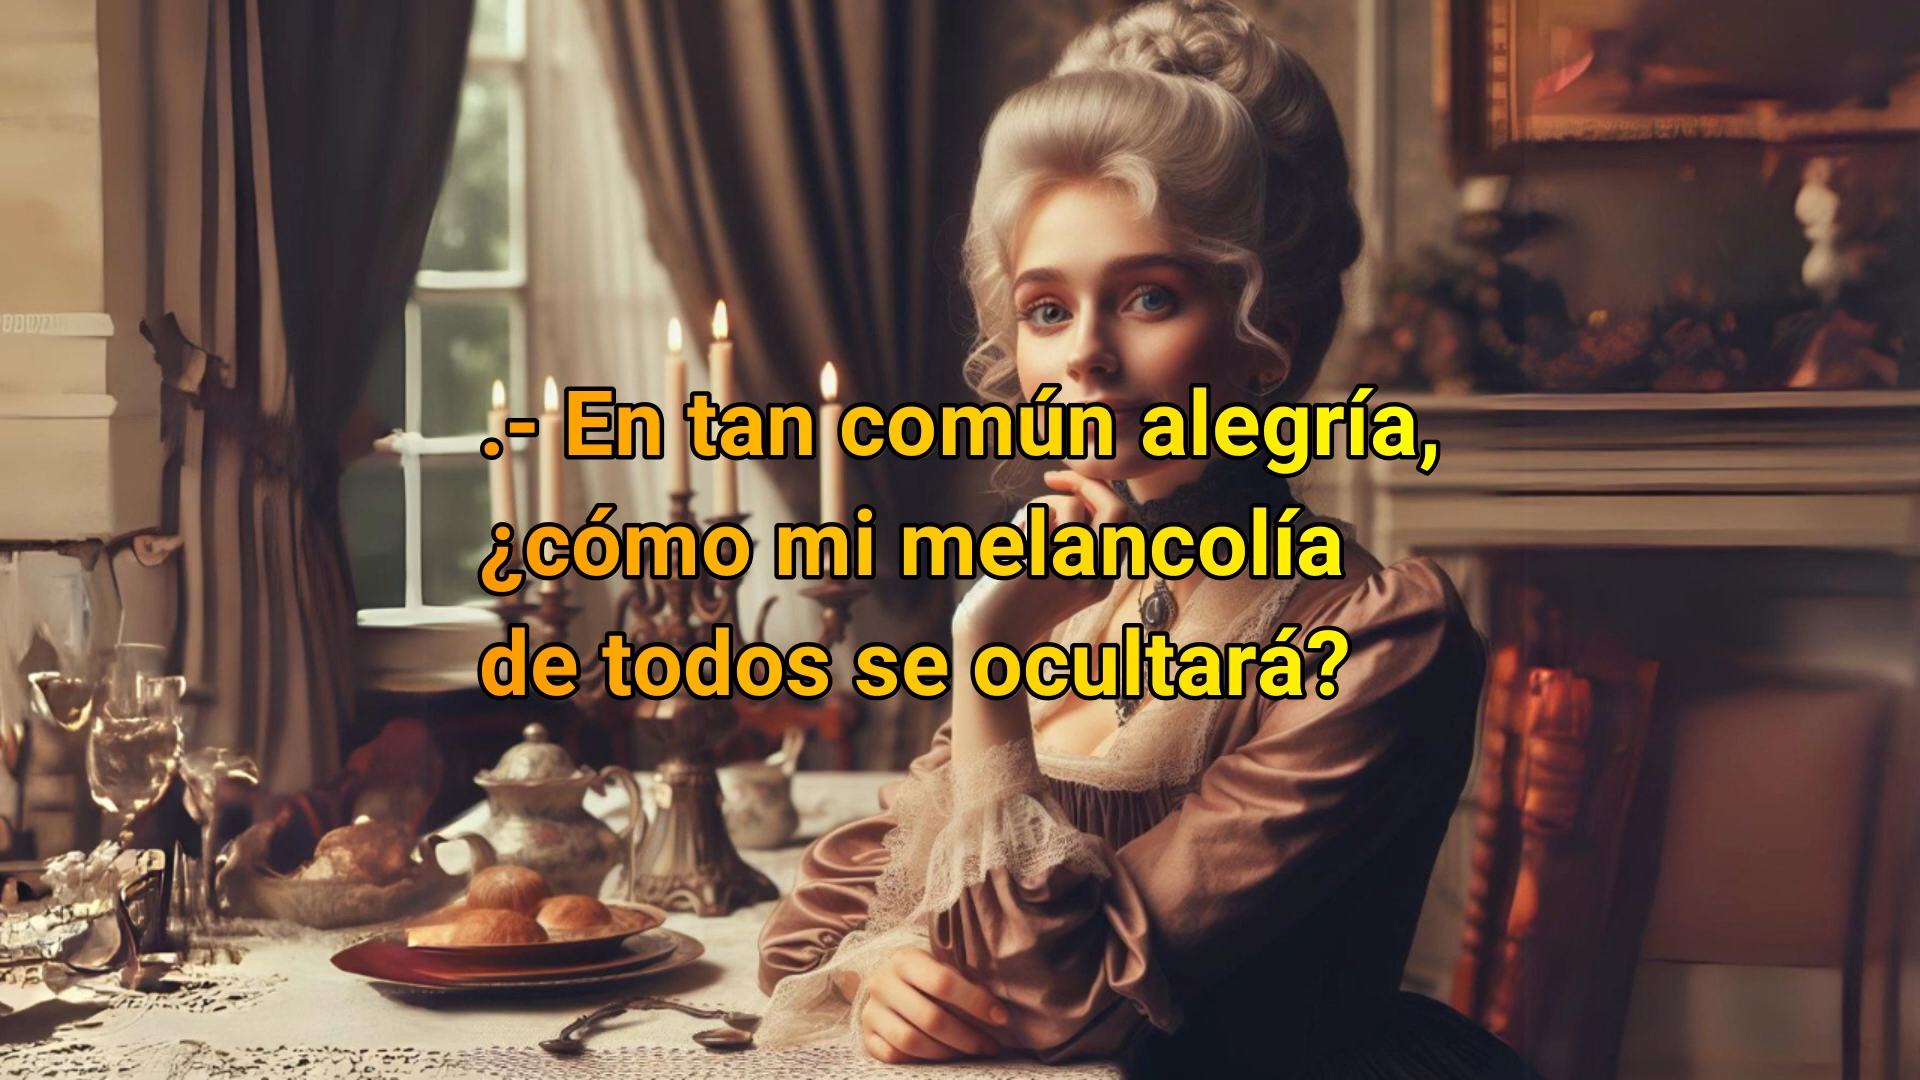 .- En tan común alegría,
¿cómo mi melancolía
de todos se ocultará?